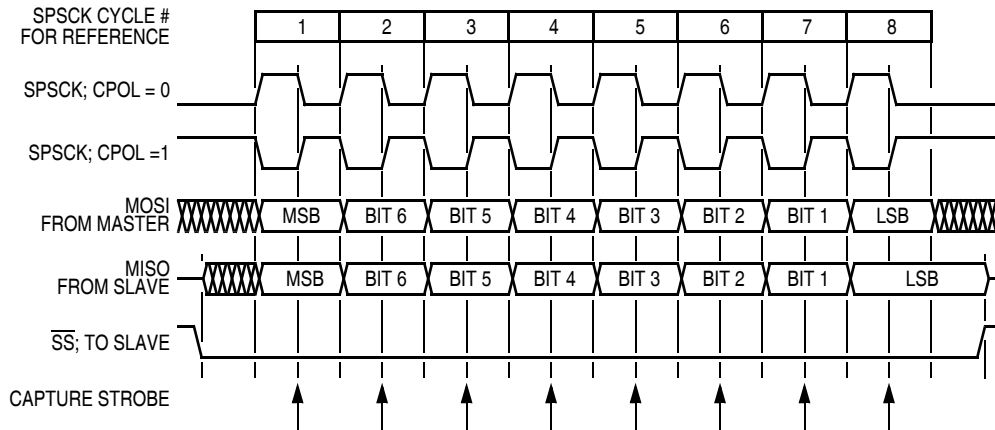 SPSCK CYCLE #
FOR REFERENCE
1 2 3 4 5 6 7 8
SPSCK; CPOL = 0
SPSCK; CPOL =1
MOSI
FROM MASTER
MSB BIT 6 BIT 5 BIT 4 BIT 3 BIT 2 BIT 1 LSB
MISO
FROM SLAVE
MSB BIT 6 BIT 5 BIT 4 BIT 3 BIT 2 BIT 1 LSB
SS; TO SLAVE
CAPTURE STROBE